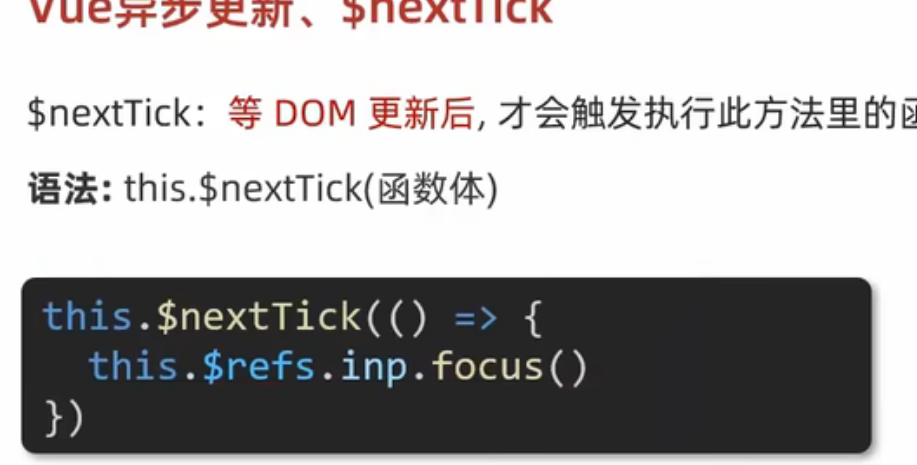 Vue异步更新、$nextTick
$nextTick：等 DOM 更新后, 才会触发执行此方法里的函
语法: this.$nextTick(函数体)
this.$nextTick(() => {
  this.$refs.inp.focus()
})